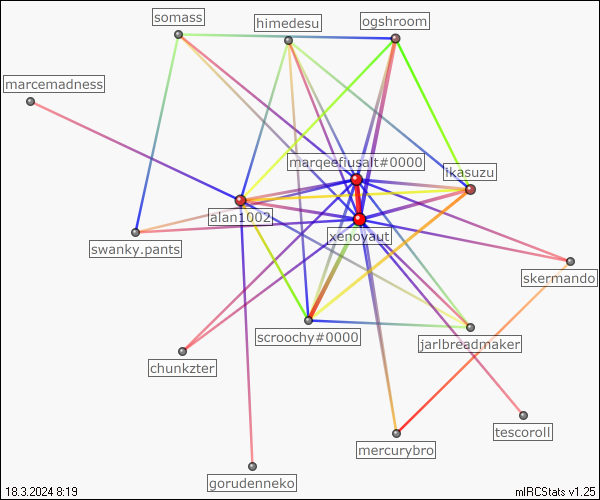 somass
himedesu
ogshroom
marcemadness
marqeefiusalt#0000
ikasuzu
alan1002
xenoyaut
swanky.pants
skermando
scroochy#0000
jarlbreadmaker
chunkzter
tescoroll
mercurybro
gorudenneko
18.3.2024 8:19
mIRCStats v1.25